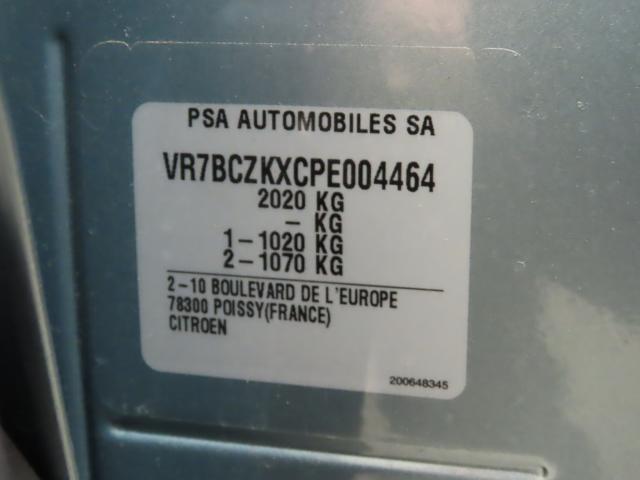 PSA AUTOMOBILES SA
VR7BCZKXCPE004464
2020 KG
- KG
1-1020 KG
2-1070 KG
2-10 BOULEVARD DE L'EUROPE
78300 POISSY(FRANCE)
CITROEN
200648345